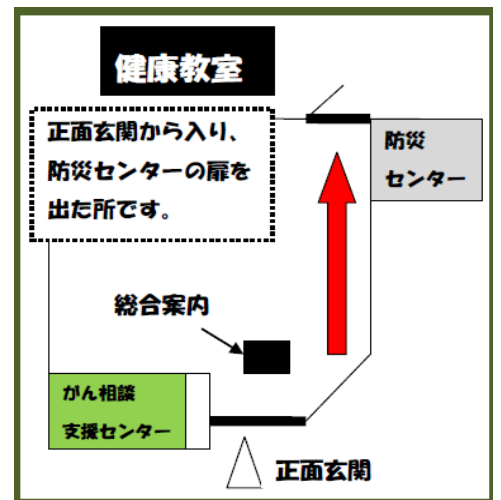 健康教室
正面玄関から入り、
防災センターの扉を
出た所です。
防災
センター
総合案内
がん相談
支援センター
正面玄関